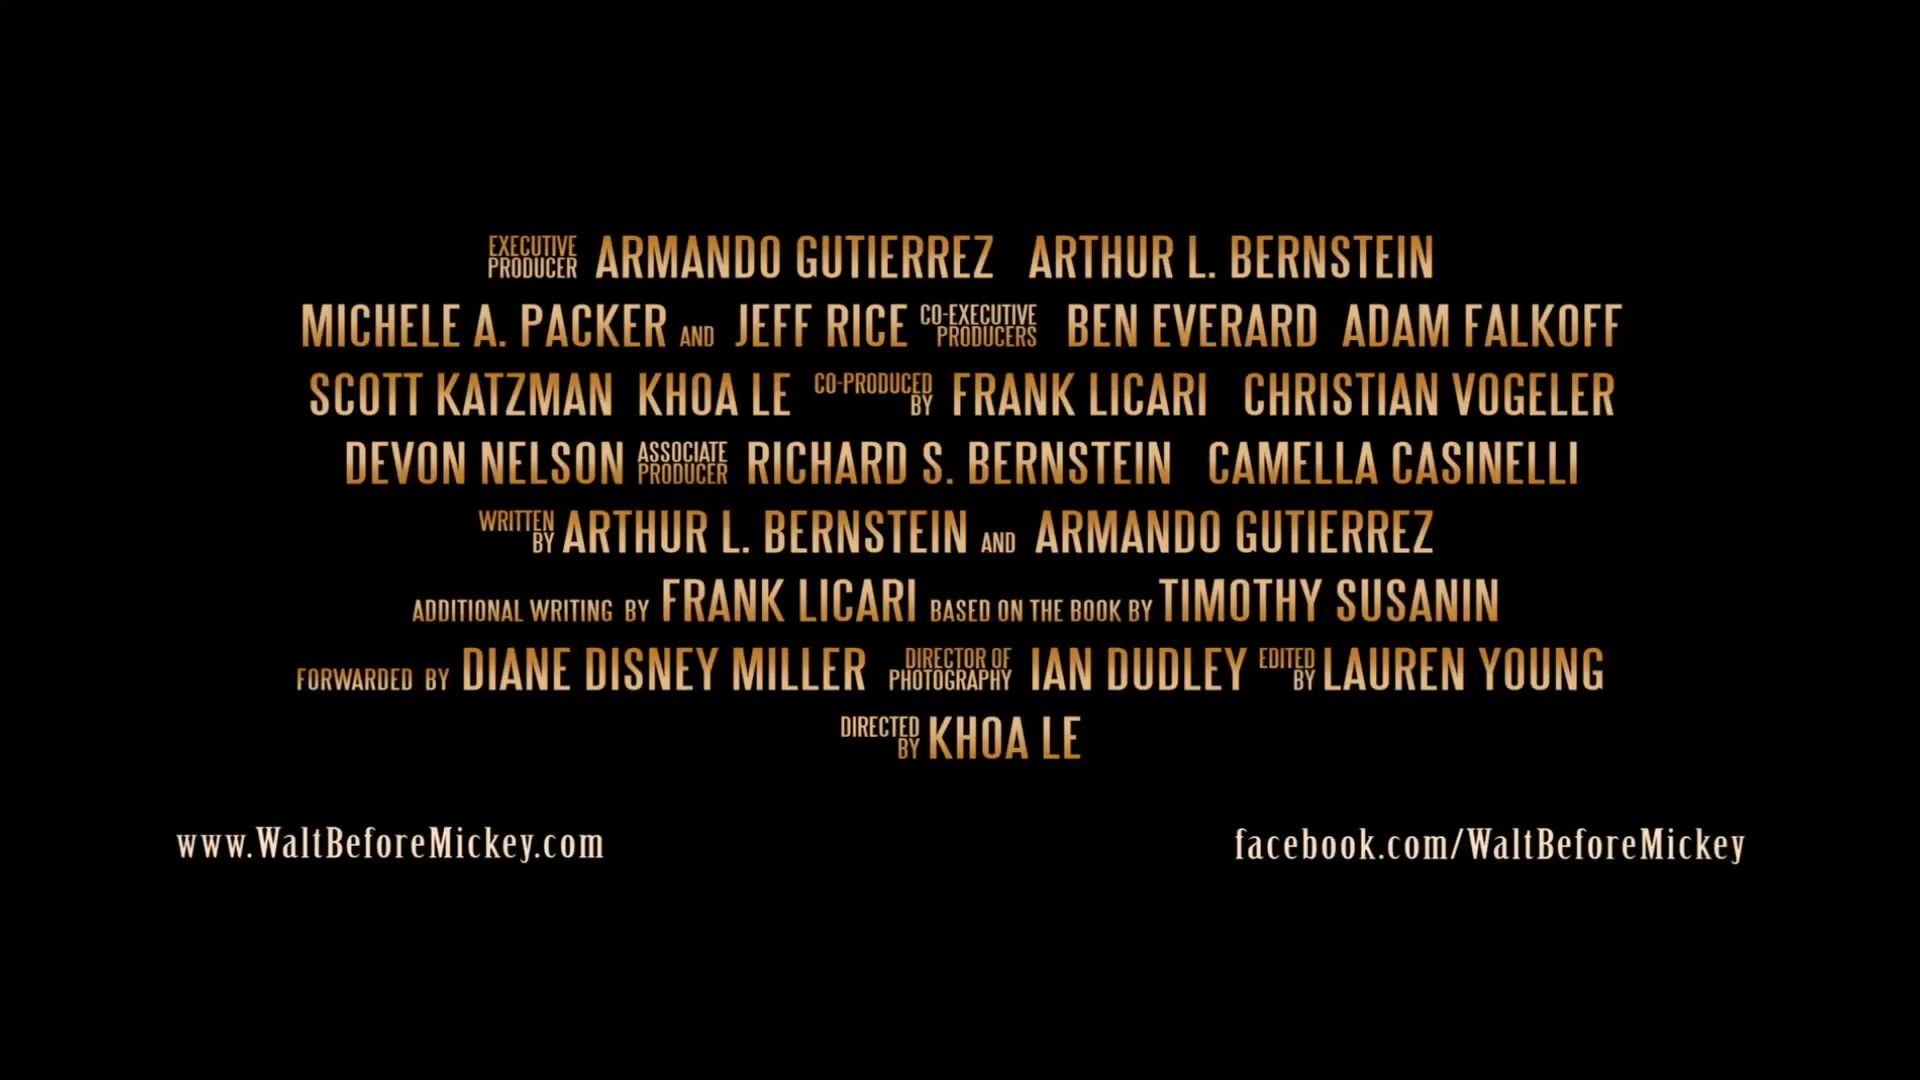 EXECUTIVE PRODUCER ARMANDO GUTIERREZ ARTHUR L. BERNSTEIN
MICHELE A. PACKER AND JEFF RICE CO-EXECUTIVE PRODUCERS BEN EVERARD ADAM FALKOFF
SCOTT KATZMAN KHOA LE CO-PRODUCED BY FRANK LICARI CHRISTIAN VOGELER
DEVON NELSON ASSOCIATE PRODUCER RICHARD S. BERNSTEIN CAMELLA CASINELLI
WRITTEN BY ARTHUR L. BERNSTEIN AND ARMANDO GUTIERREZ
ADDITIONAL WRITING BY FRANK LICARI BASED ON THE BOOK BY TIMOTHY SUSANIN
FORWARDED BY DIANE DISNEY MILLER DIRECTOR OF PHOTOGRAPHY IAN DUDLEY EDITED BY LAUREN YOUNG
DIRECTED BY KHOA LE
www.WaltBeforeMickey.com facebook.com/WaltBeforeMickey